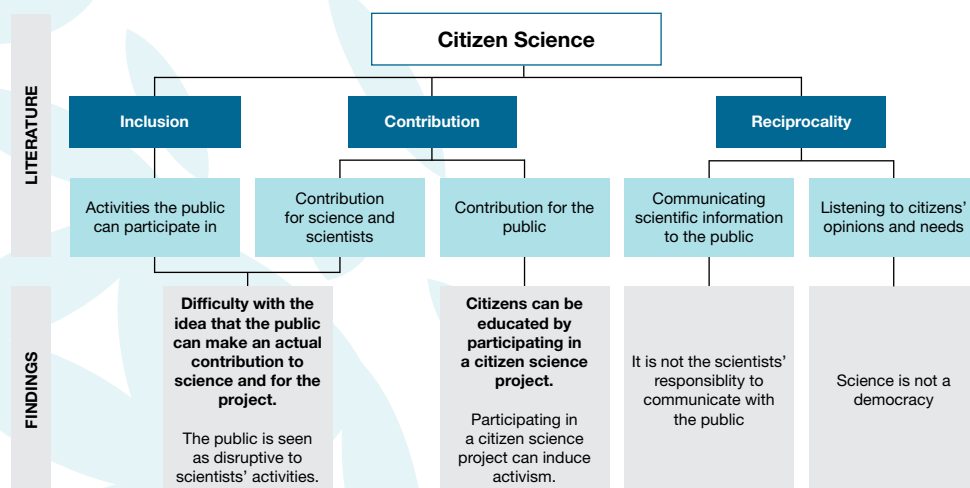 Citizen Science
LITERATURE
Inclusion
Contribution
Reciprocality
Activities the public
can participate in
Contribution
for science and
scientists
Contribution for the
public
Communicating
scientific information
to the public
Listening to citizens’
opinions and needs
FINDINGS
Difficulty with the
idea that the public
can make an actual
contribution to
science and for the
project.
The public is seen
as disruptive to
scientists’ activities.
Citizens can be
educated by
participating in
a citizen science
project.
Participating in
a citizen science
project can induce
activism.
It is not the scientists’
responsiblity to
communicate with
the public
Science is not a
democracy